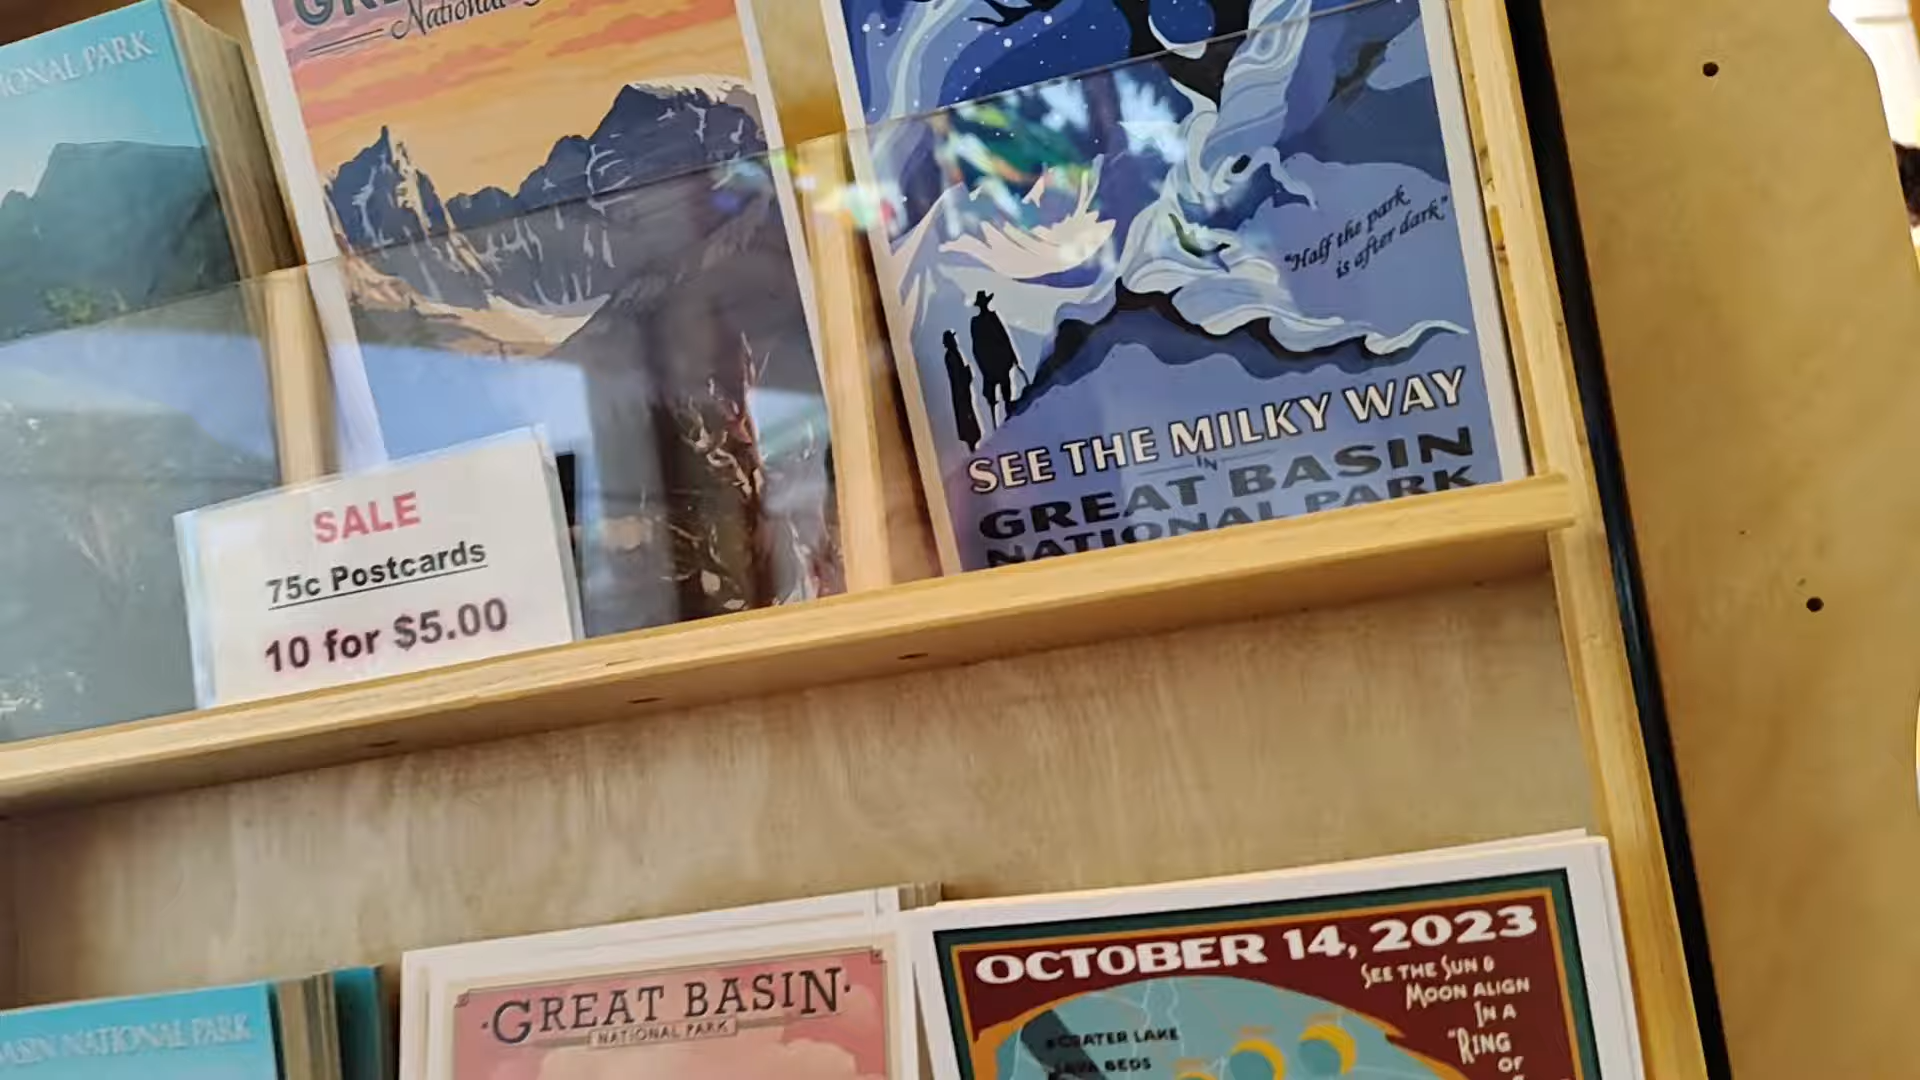 IONAL PARK
National
"Half the park
is after dark"
SEE THE MILKY WAY
IN
GREAT BASIN
NATIONAL PARK
SALE
75c Postcards
10 for $5.00
BASIN NATIONAL PARK
GREAT BASIN
NATIONAL PARK
OCTOBER 14, 2023
SEE THE SUN &
MOON ALIGN
IN A
"RING
OF
CRATER LAKE
LAVA BEDS